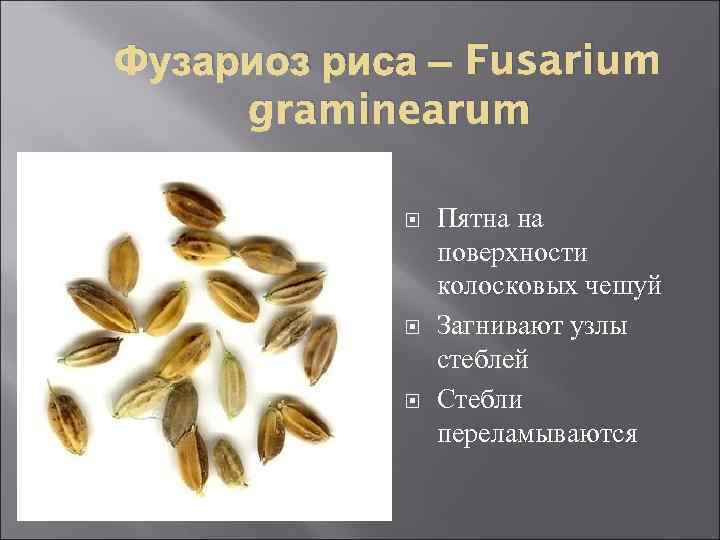 Фузариоз риса – Fusarium
graminearum
Пятна на
поверхности
колосковых чешуй
Загнивают узлы
стеблей
Стебли
переламываются